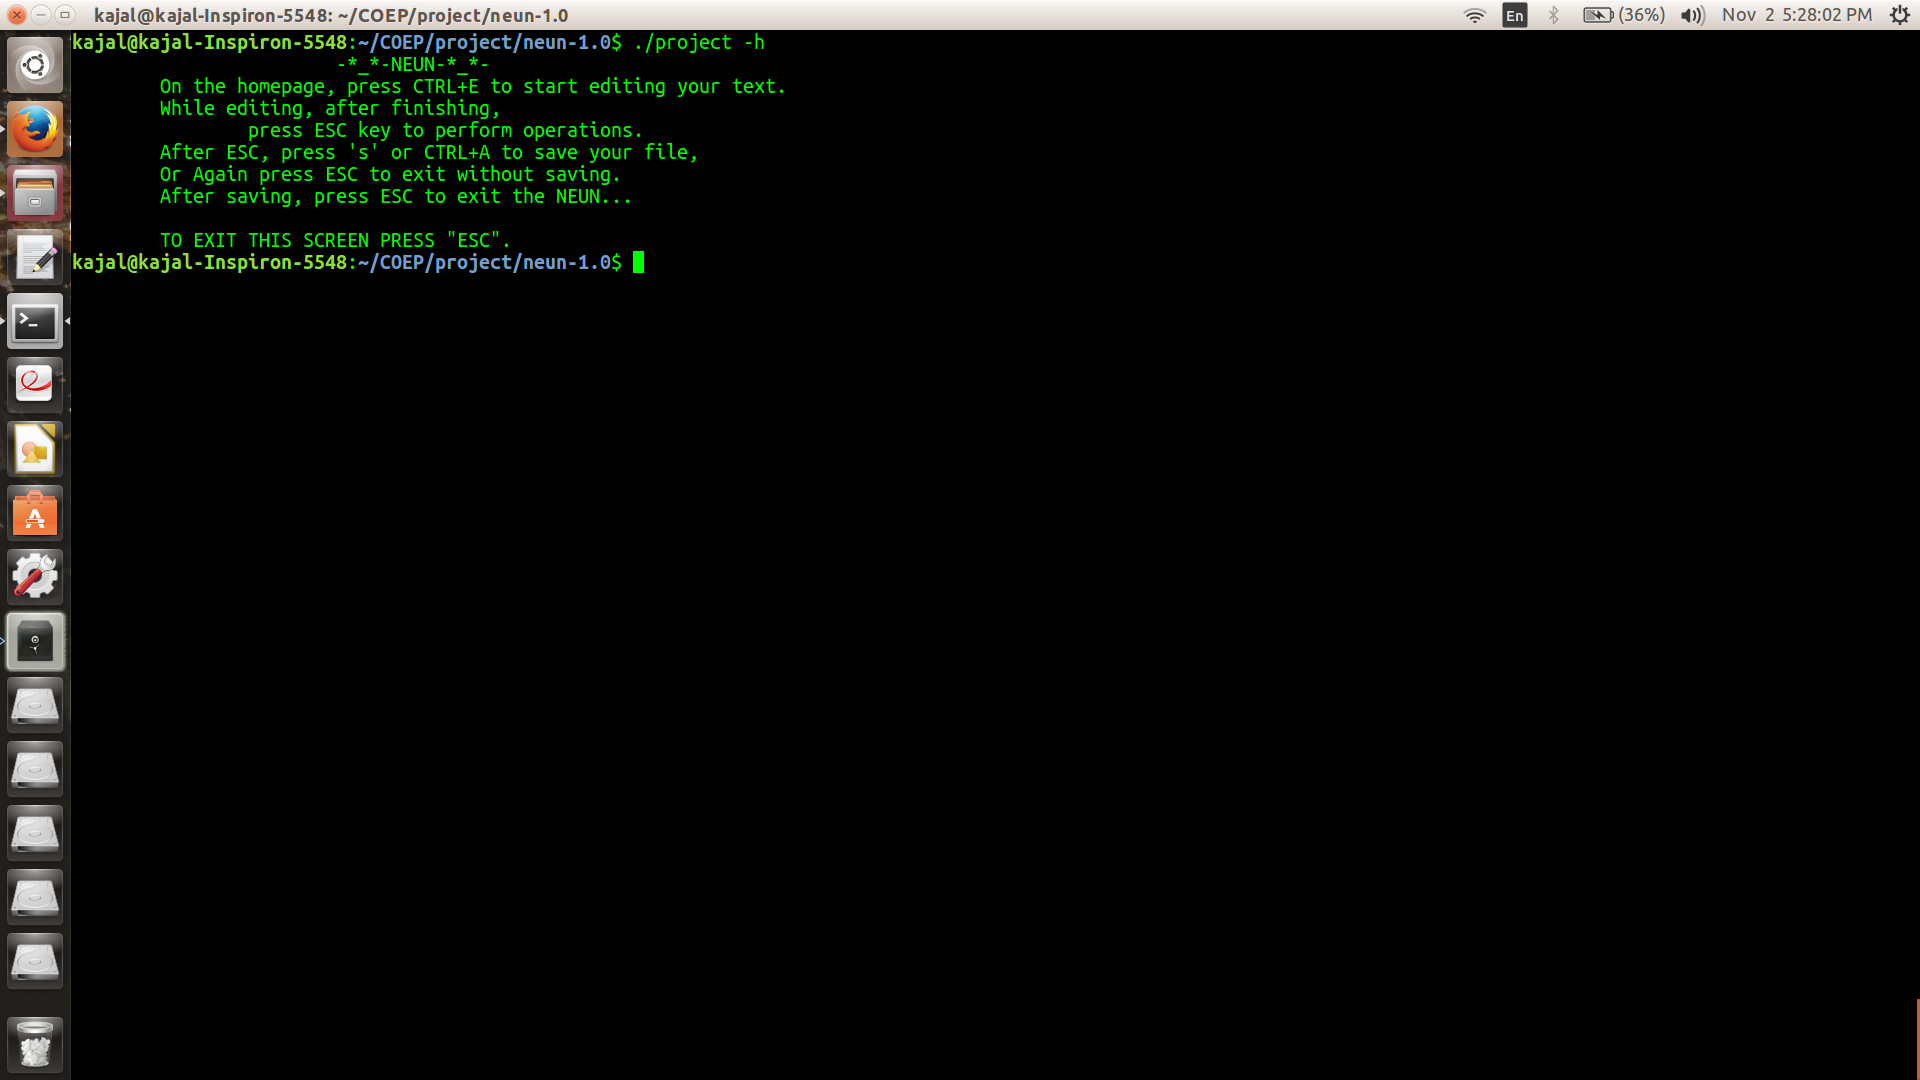 kajal@kajal-Inspiron-5548: ~/COEP/project/neun-1.0
En
(36%)
Nov 2 5:28:02 PM
kajal@kajal-Inspiron-5548:~/COEP/project/neun-1.0$ ./project -h
-*_*-NEUN-*_*-
On the homepage, press CTRL+E to start editing your text.
While editing, after finishing,
press ESC key to perform operations.
After ESC, press 's' or CTRL+A to save your file,
Or Again press ESC to exit without saving.
After saving, press ESC to exit the NEUN...
TO EXIT THIS SCREEN PRESS "ESC".
kajal@kajal-Inspiron-5548:~/COEP/project/neun-1.0$